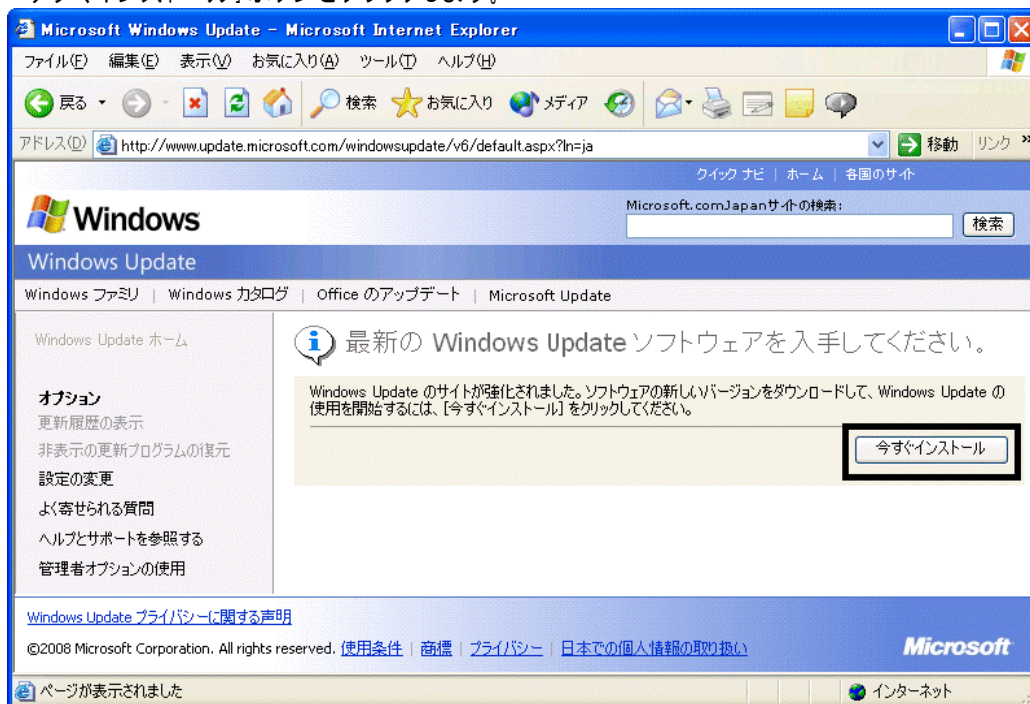 Microsoft Windows Update - Microsoft Internet Explorer
ファイル(F) 編集(E) 表示(V) お気に入り(A) ツール(T) ヘルプ(H)
戻る 検索 お気に入り メディア
アドレス(D) http://www.update.microsoft.com/windowsupdate/v6/default.aspx?ln=ja 移動 リンク »
クイック ナビ | ホーム | 各国のサイト
Windows
Microsoft.comJapanサイトの検索:
検索
Windows Update
Windows ファミリ | Windows カタログ | Office のアップデート | Microsoft Update
Windows Update ホーム
オプション
更新履歴の表示
非表示の更新プログラムの復元
設定の変更
よく寄せられる質問
ヘルプとサポートを参照する
管理者オプションの使用
最新の Windows Update ソフトウェアを入手してください。
Windows Update のサイトが強化されました。ソフトウェアの新しいバージョンをダウンロードして、Windows Update の
使用を開始するには、[今すぐインストール] をクリックしてください。
今すぐインストール
Windows Update プライバシーに関する声明
©2008 Microsoft Corporation. All rights reserved. 使用条件 | 商標 | プライバシー | 日本での個人情報の取り扱い
Microsoft
ページが表示されました インターネット